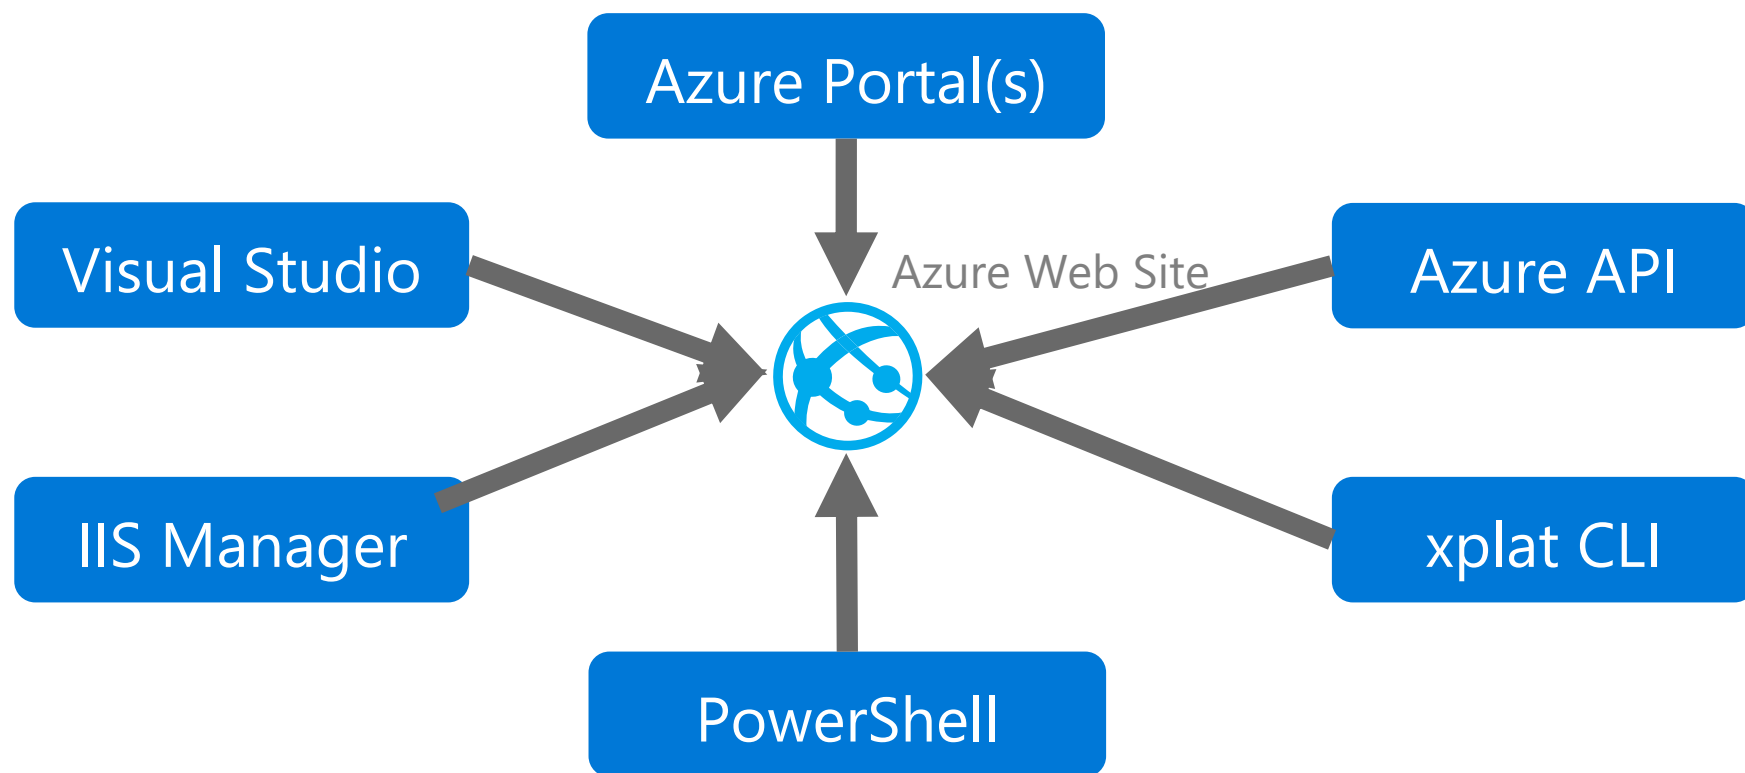 Azure Portal(s)
Visual Studio
Azure Web Site
Azure API
IIS Manager
xplat CLI
PowerShell